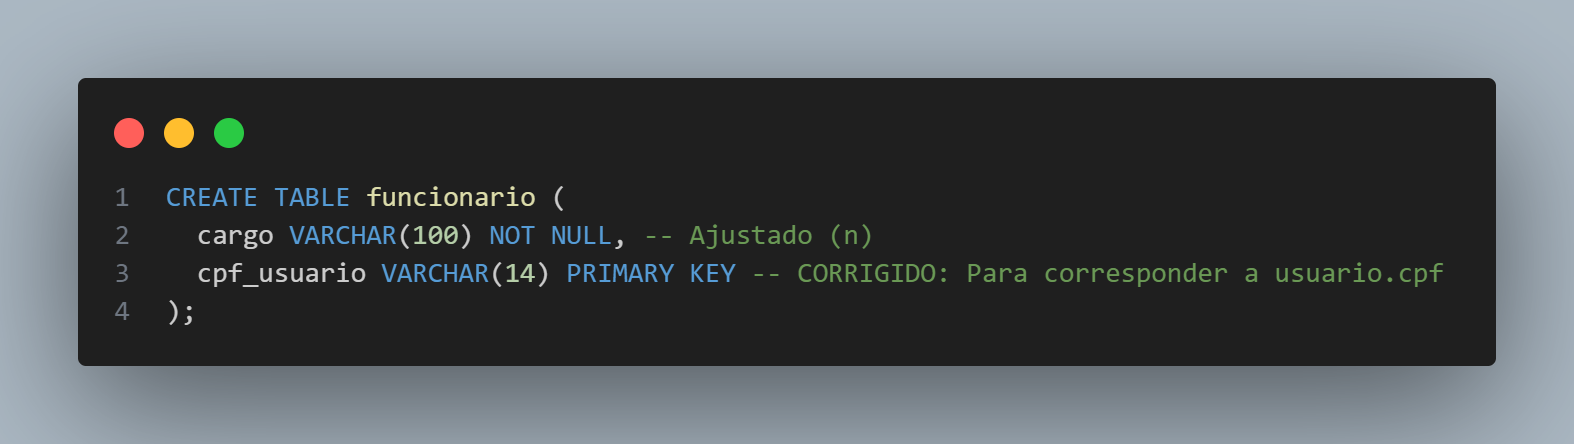 1 CREATE TABLE funcionario (
2 cargo VARCHAR(100) NOT NULL, -- Ajustado (n)
3 cpf_usuario VARCHAR(14) PRIMARY KEY -- CORRIGIDO: Para corresponder a usuario.cpf
4 );